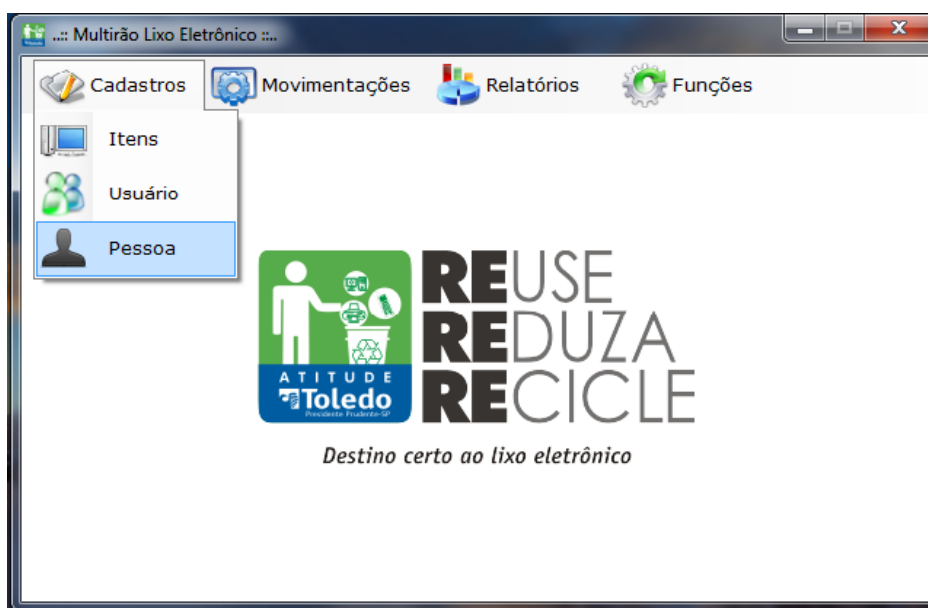 ..:: Multirão Lixo Eletrônico ::..
Cadastros Movimentações Relatórios Funções
Itens
Usuário
Pessoa
REUSE
REDUZA
RECICLE
ATITUDE
Toledo
Presidente Prudente-SP
Destino certo ao lixo eletrônico